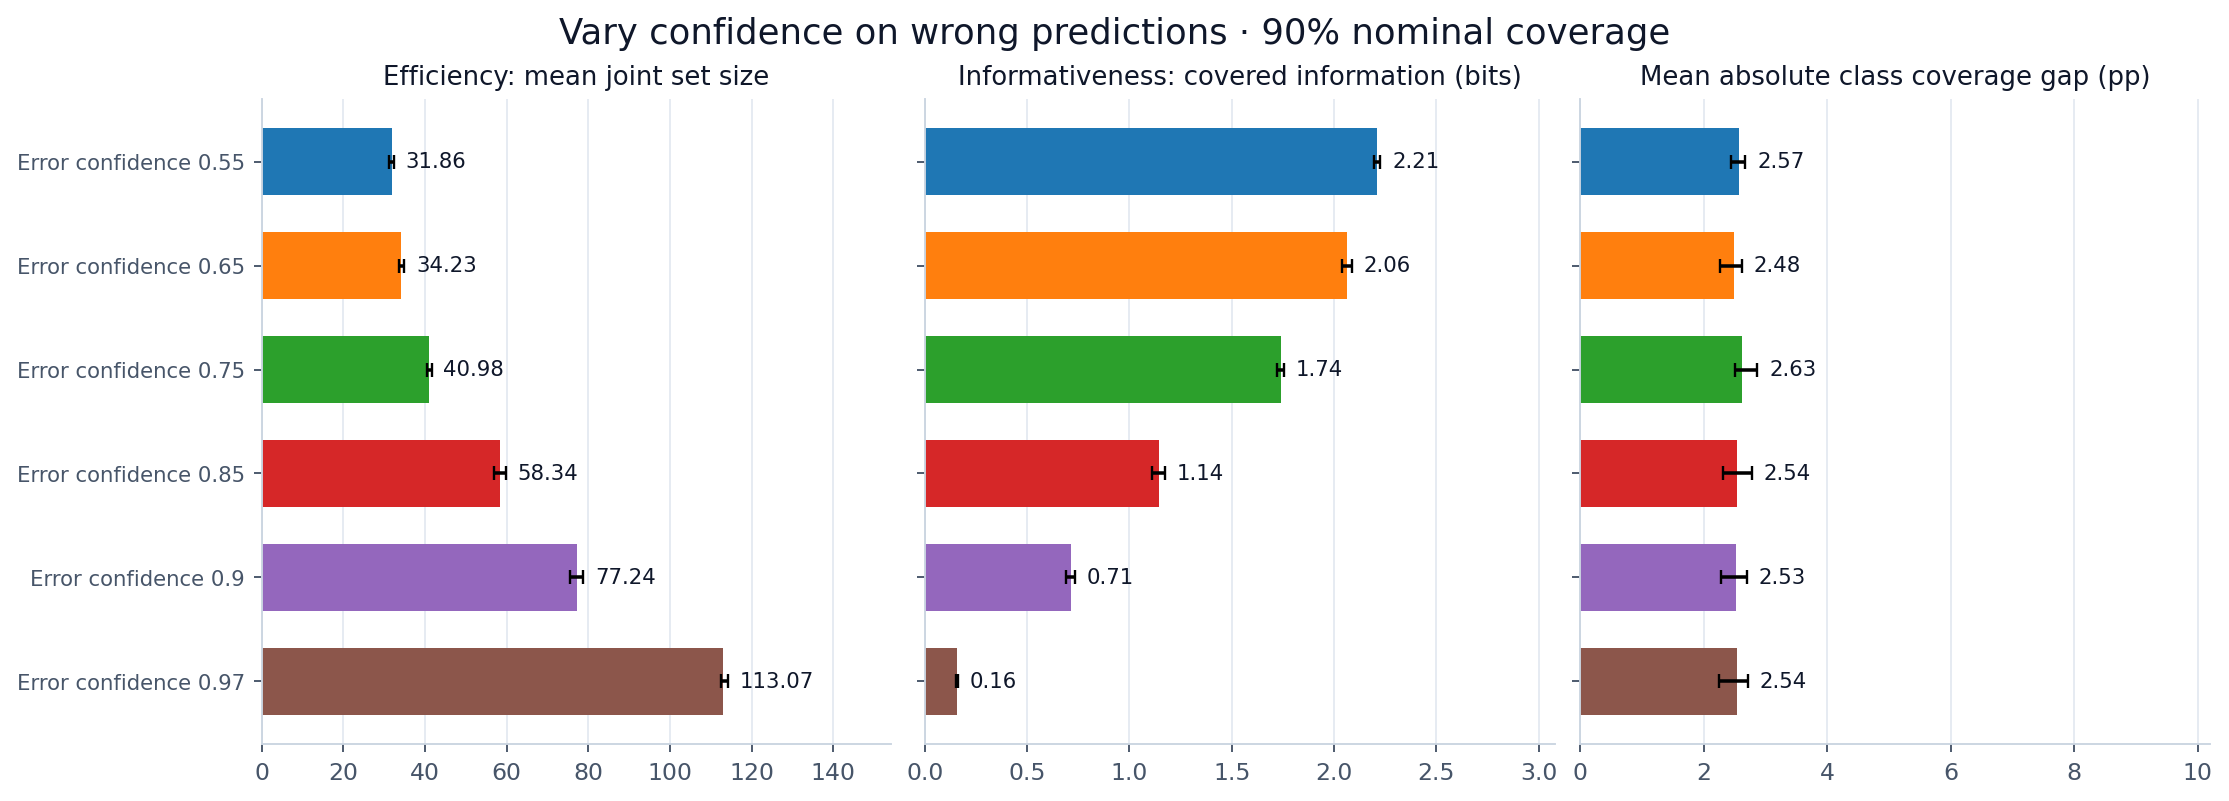 Vary confidence on wrong predictions · 90% nominal coverage
Efficiency: mean joint set size
Error confidence 0.55
31.86
Error confidence 0.65
34.23
Error confidence 0.75
40.98
Error confidence 0.85
58.34
Error confidence 0.9
77.24
Error confidence 0.97
113.07
0 20 40 60 80 100 120 140
Informativeness: covered information (bits)
2.21
2.06
1.74
1.14
0.71
0.16
0.0 0.5 1.0 1.5 2.0 2.5 3.0
Mean absolute class coverage gap (pp)
2.57
2.48
2.63
2.54
2.53
2.54
0 2 4 6 8 10